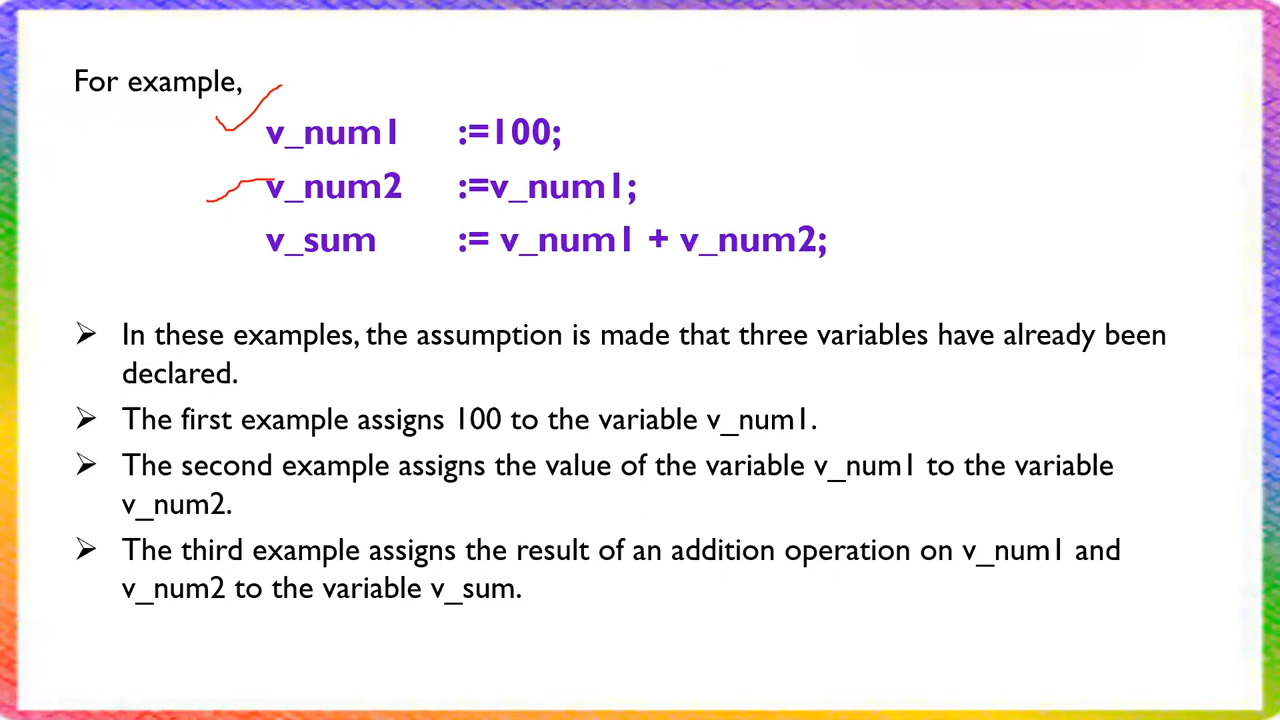 For example,
v_num1 :=100;
v_num2 :=v_num1;
v_sum := v_num1 + v_num2;
➢ In these examples, the assumption is made that three variables have already been
declared.
➢ The first example assigns 100 to the variable v_num1.
➢ The second example assigns the value of the variable v_num1 to the variable
v_num2.
➢ The third example assigns the result of an addition operation on v_num1 and
v_num2 to the variable v_sum.